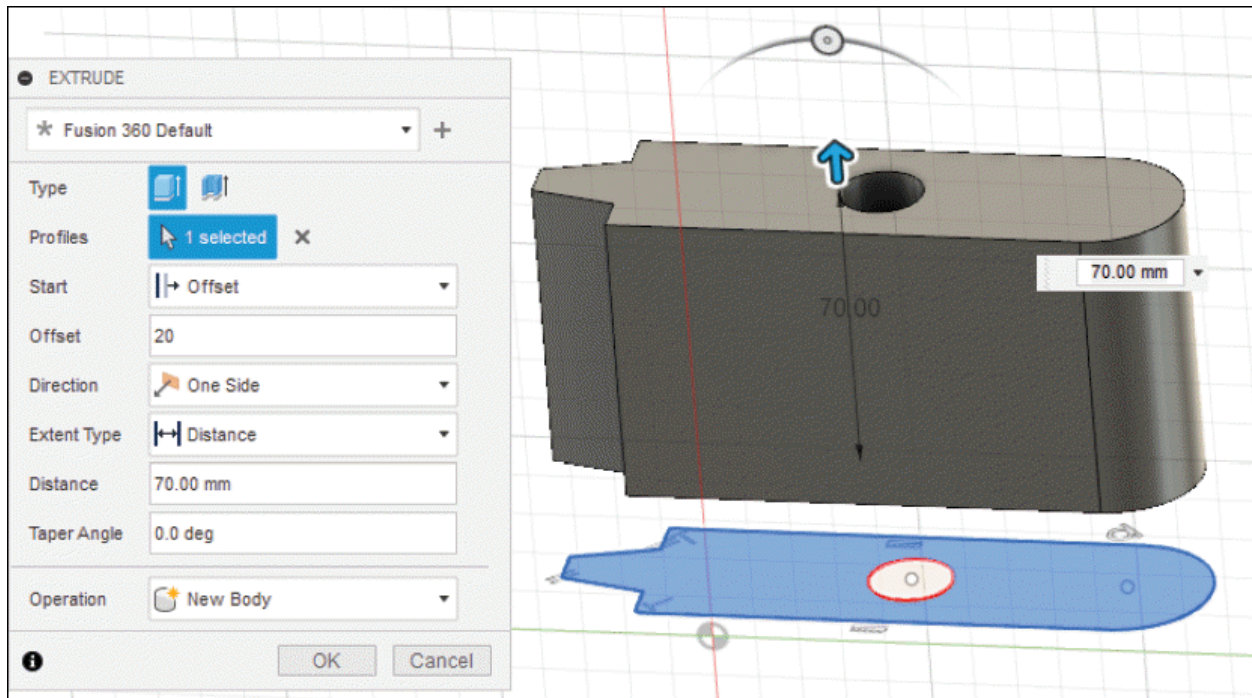 EXTRUDE
Fusion 360 Default
Type
Profiles 1 selected
Start Offset
Offset 20
Direction One Side
Extent Type Distance
Distance 70.00 mm
Taper Angle 0.0 deg
Operation New Body
OK Cancel
70.00 mm
70.00